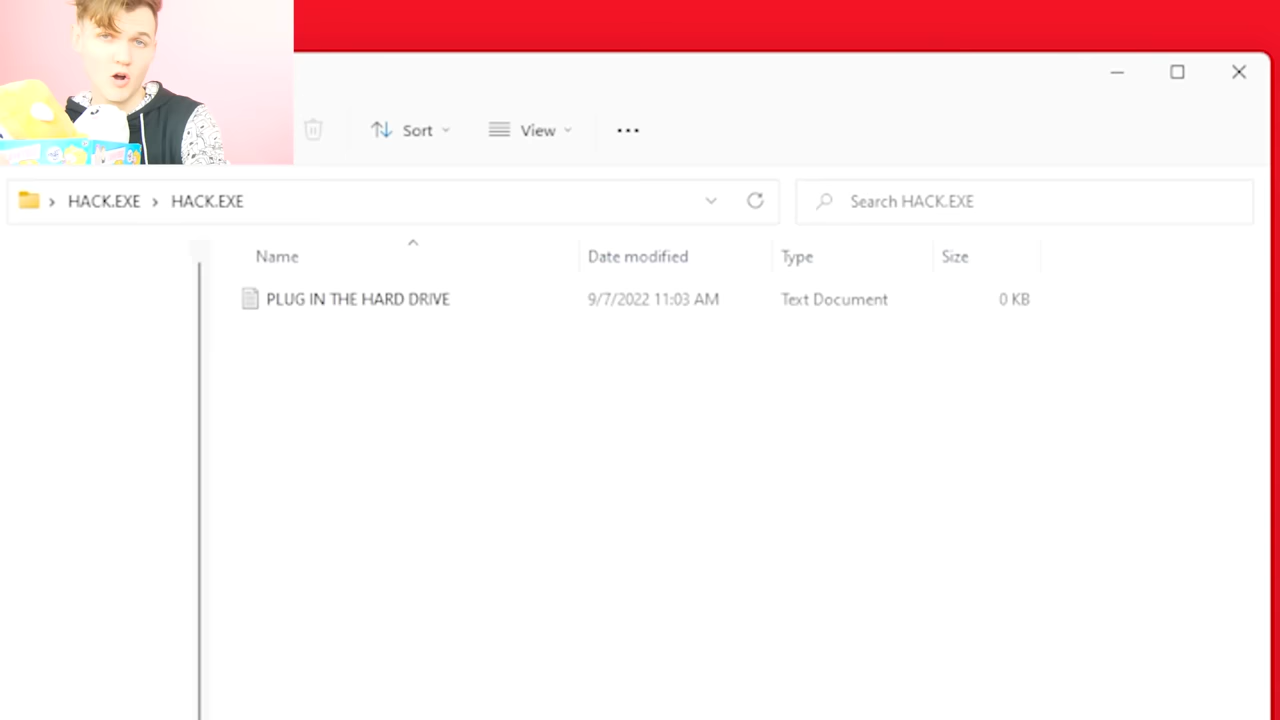 Sort View ...
HACK.EXE > HACK.EXE Search HACK.EXE
Name Date modified Type Size
PLUG IN THE HARD DRIVE 9/7/2022 11:03 AM Text Document 0 KB